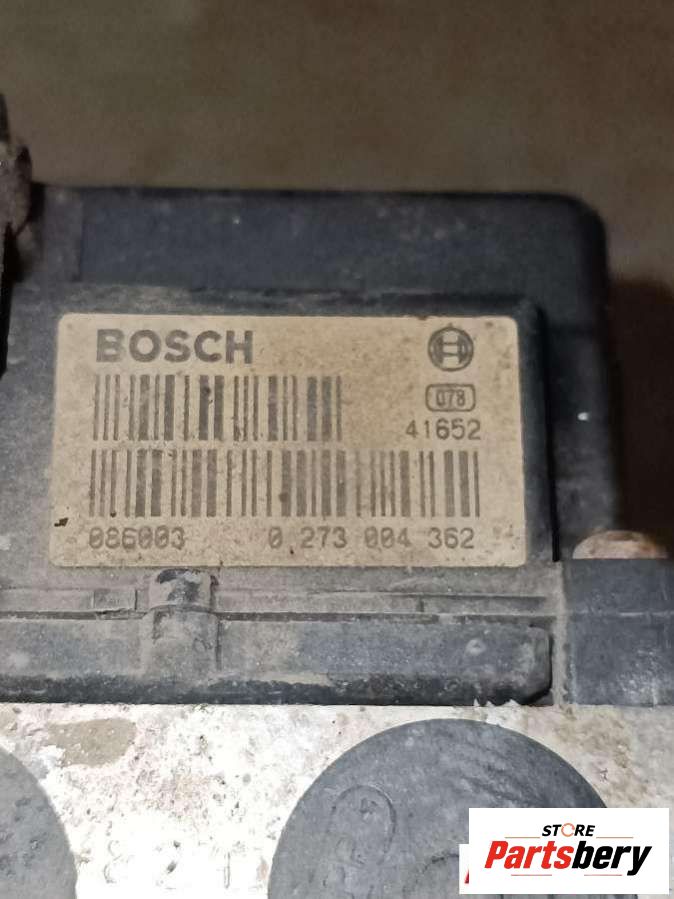 BOSCH
078
41652
086003 0 273 004 362
STORE
Partsbery